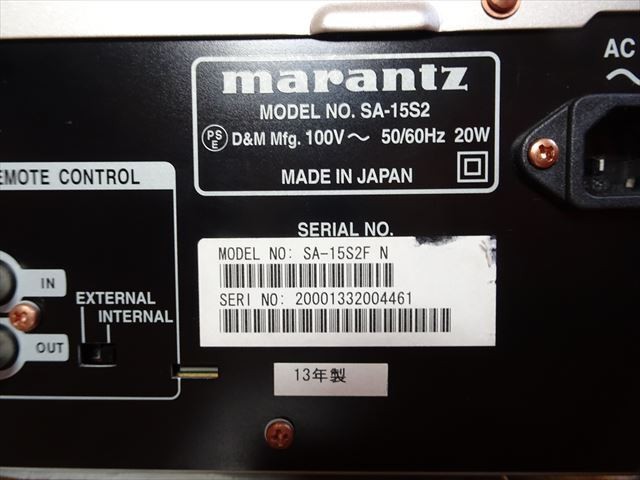 marantz
MODEL NO. SA-15S2
PS
E
D&M Mfg. 100V～ 50/60Hz 20W
MADE IN JAPAN
AC
EMOTE CONTROL
IN
EXTERNAL
INTERNAL
OUT
SERIAL NO.
MODEL NO: SA-15S2F N
SERI NO: 20001332004461
13年製